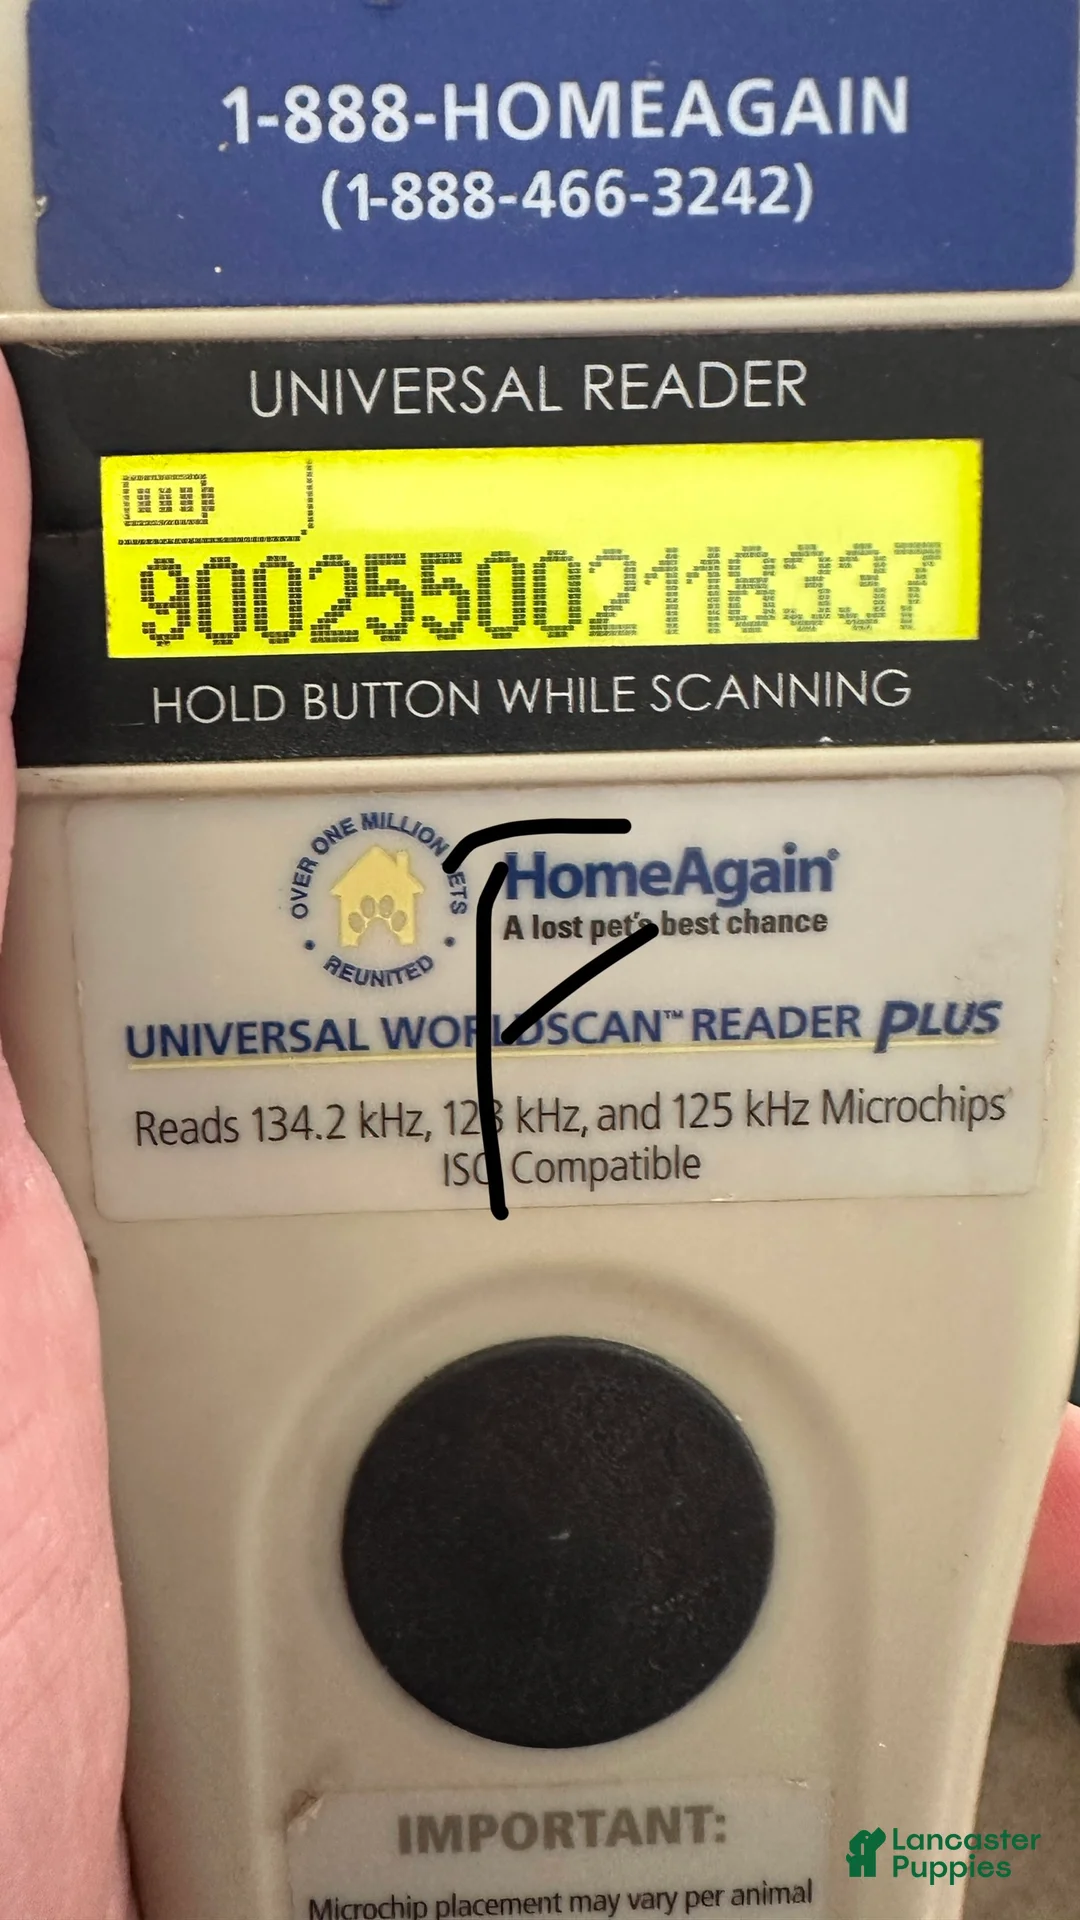 1-888-HOMEAGAIN
(1-888-466-3242)
UNIVERSAL READER
900255002118337
HOLD BUTTON WHILE SCANNING
OVER ONE MILLION PETS
REUNITED
HomeAgain®
A lost pet's best chance
UNIVERSAL WORLDSCAN™ READER PLUS
Reads 134.2 kHz, 128 kHz, and 125 kHz Microchips
ISO Compatible
F
IMPORTANT:
Microchip placement may vary per animal
Lancaster
Puppies